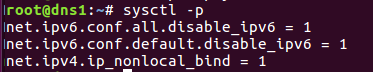 root@dns1:~# sysctl -p
net.ipv6.conf.all.disable_ipv6 = 1
net.ipv6.conf.default.disable_ipv6 = 1
net.ipv4.ip_nonlocal_bind = 1